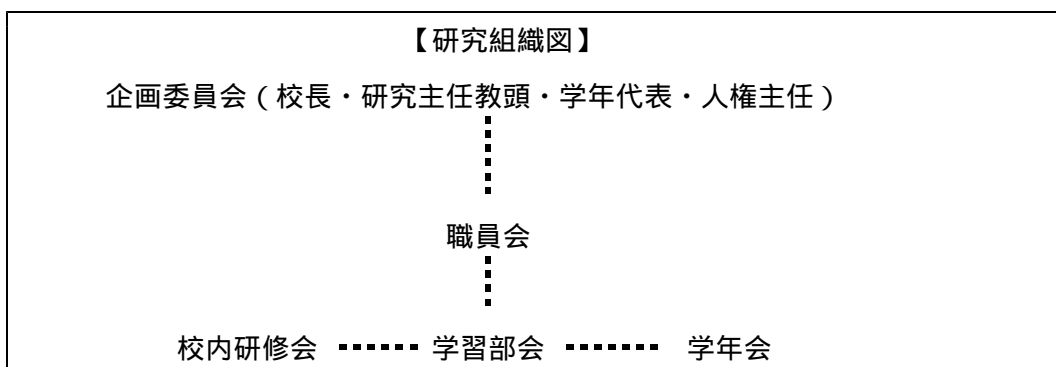 【研究組織図】
企画委員会(校長・研究主任教頭・学年代表・人権主任)
職員会
校内研修会 学習部会 学年会